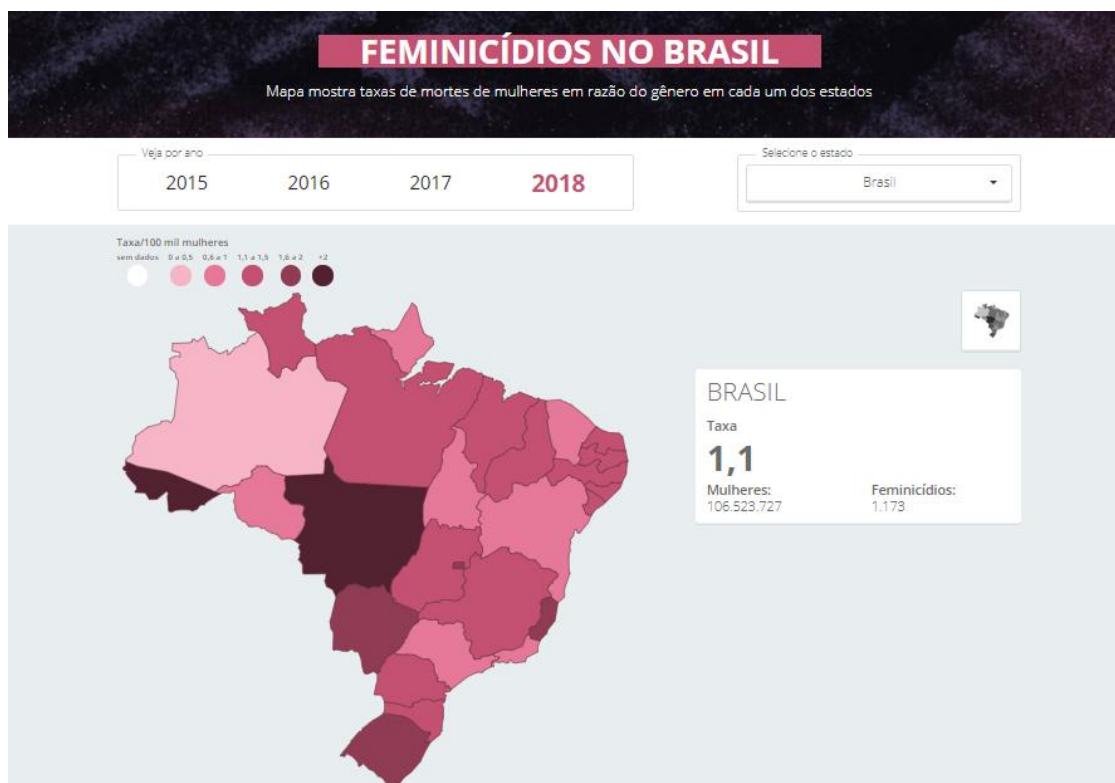 FEMINICÍDIOS NO BRASIL
Mapa mostra taxas de mortes de mulheres em razão do gênero em cada um dos estados
Veja por ano
2015 2016 2017 2018
Selecione o estado
Brasil
Taxa/100 mil mulheres
sem dados 0 a 0,5 0,6 a 1 1,1 a 1,5 1,6 a 2 +2
BRASIL
Taxa
1,1
Mulheres: Feminicídios:
106.523.727 1.173